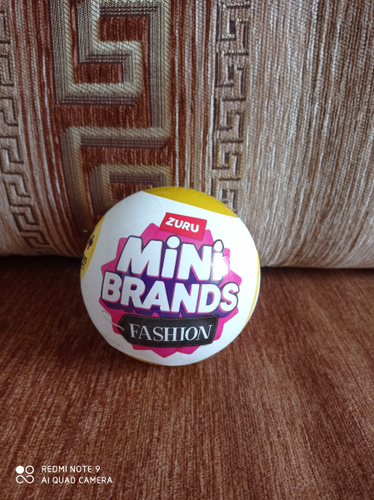 ZURU
MINI
BRANDS
FASHION
REDMI NOTE 9
AI QUAD CAMERA